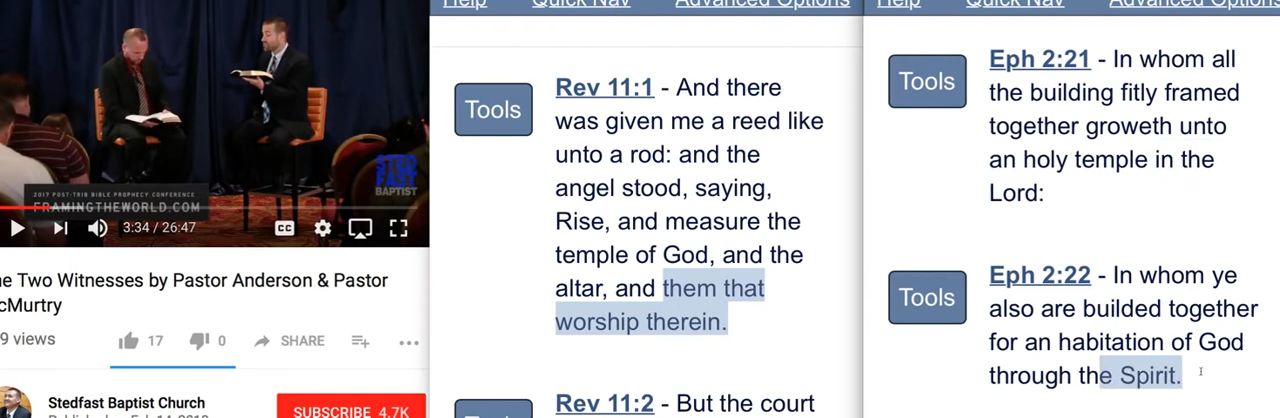 STED
FAST
BAPTIST
2017 POST-TRIB BIBLE PROPHECY CONFERENCE
FRAMINGTHEWORLD.COM
3:34 / 26:47
CC
e Two Witnesses by Pastor Anderson & Pastor
cMurtry
9 views
17
0
SHARE
Stedfast Baptist Church
SUBSCRIBE 4.7K
Help Quick Nav Advanced Options
Tools
Rev 11:1 - And there
was given me a reed like
unto a rod: and the
angel stood, saying,
Rise, and measure the
temple of God, and the
altar, and them that
worship therein.
Tools
Rev 11:2 - But the court
Help Quick Nav Advanced Options
Tools
Eph 2:21 - In whom all
the building fitly framed
together groweth unto
an holy temple in the
Lord:
Tools
Eph 2:22 - In whom ye
also are builded together
for an habitation of God
through the Spirit.